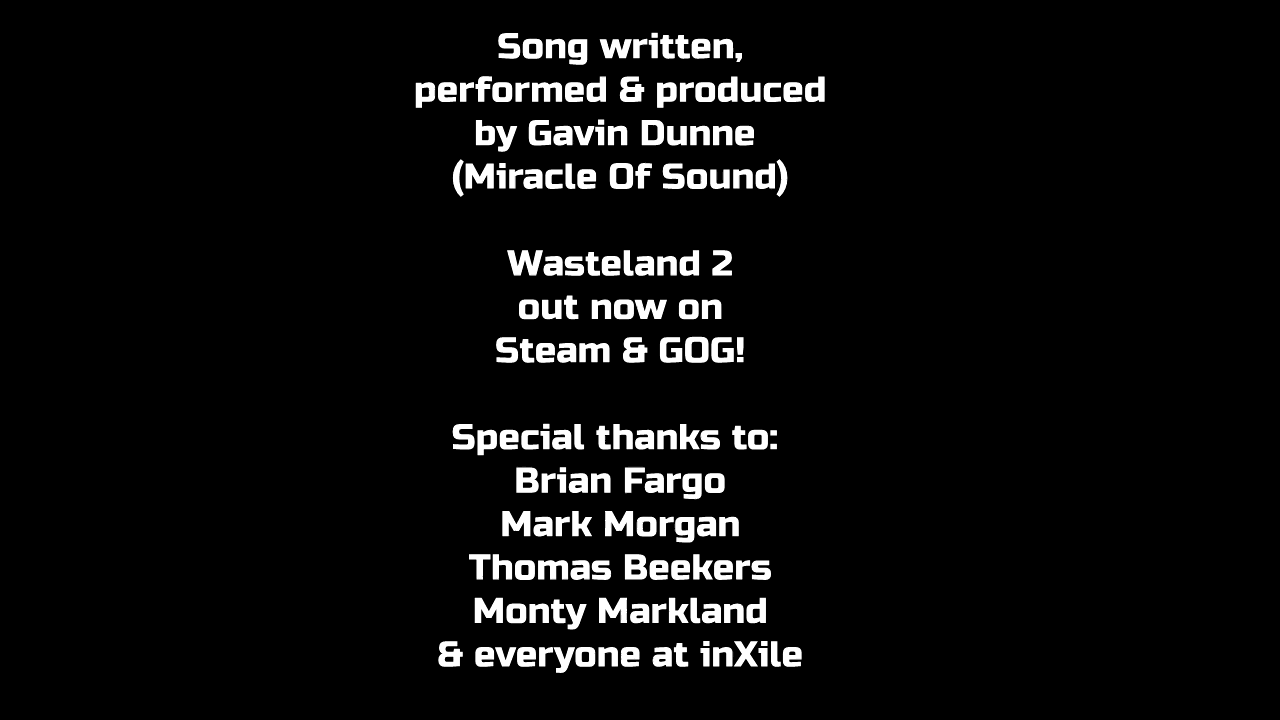 Song written,
performed & produced
by Gavin Dunne
(Miracle Of Sound)
Wasteland 2
out now on
Steam & GOG!
Special thanks to:
Brian Fargo
Mark Morgan
Thomas Beekers
Monty Markland
& everyone at inXile